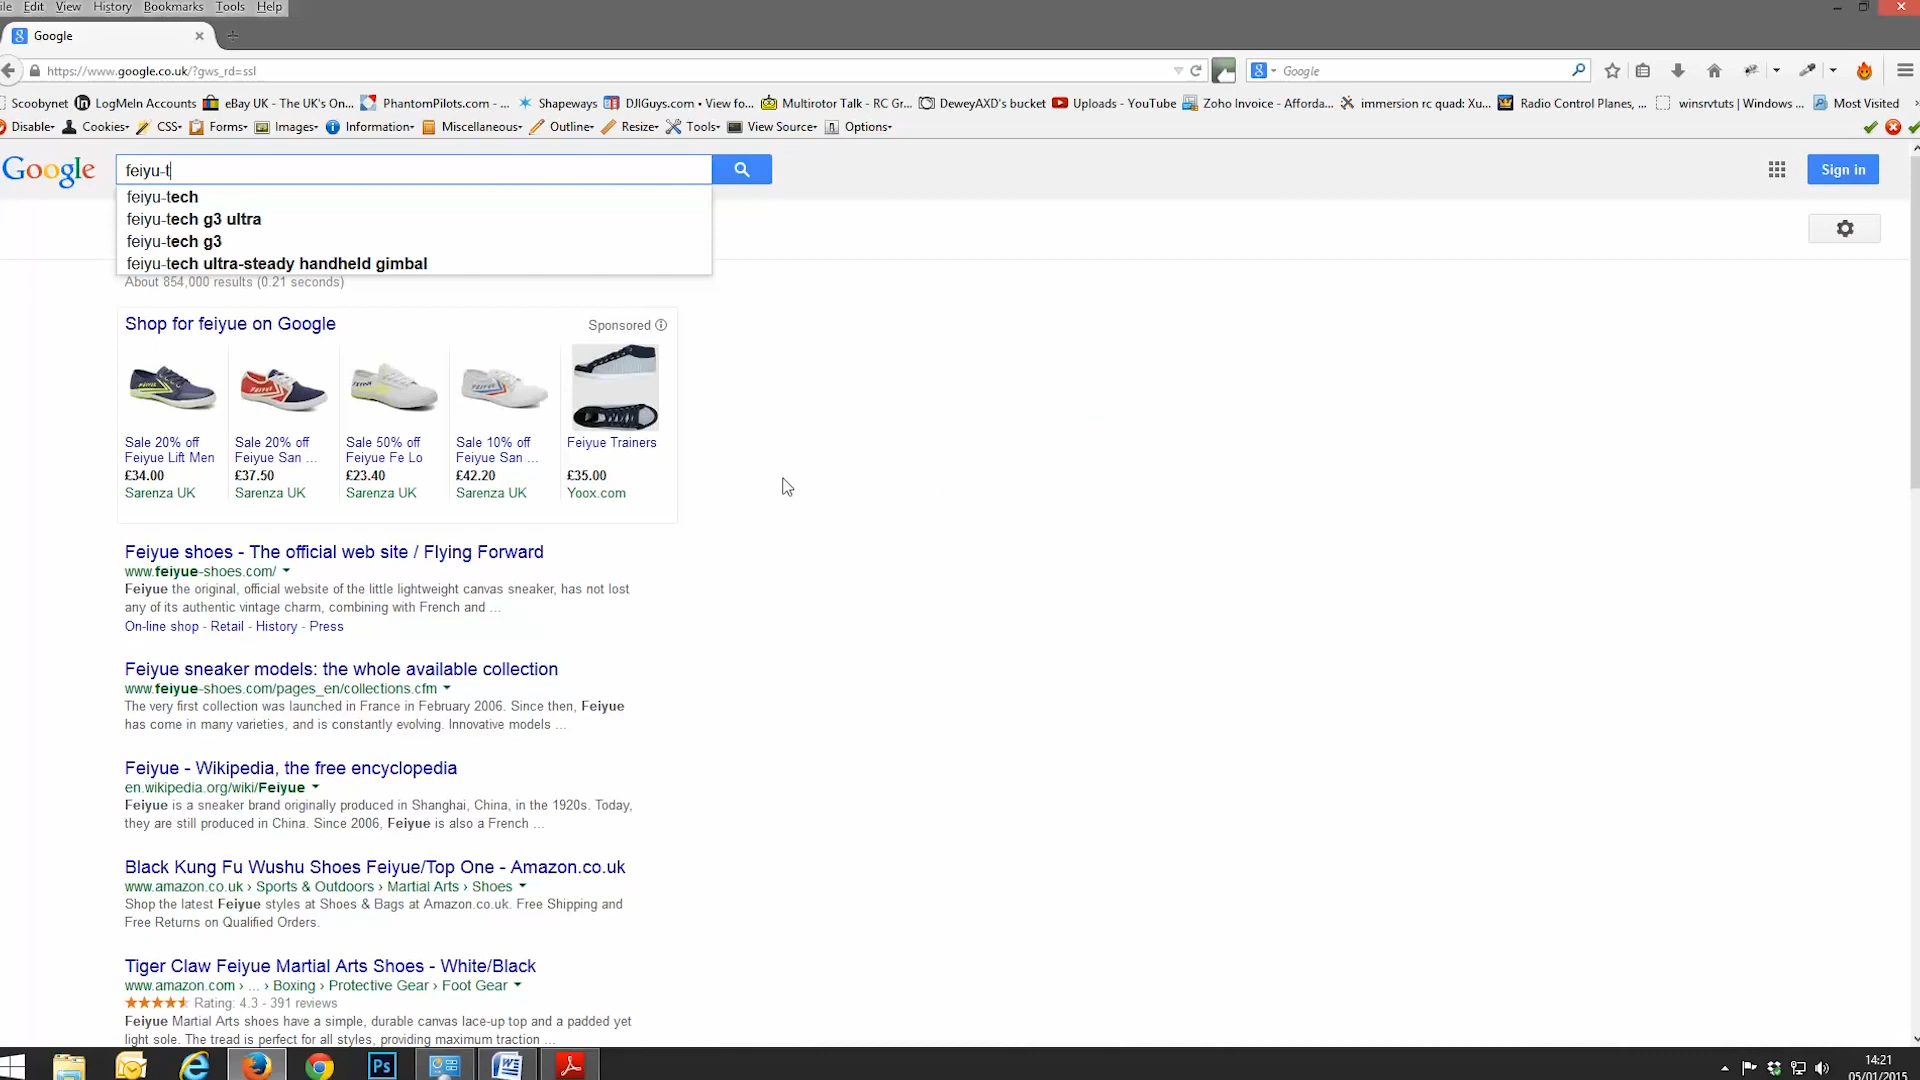 ile Edit View History Bookmarks Tools Help
Google
https://www.google.co.uk/?gws_rd=ssl
Google
Scoobynet LogMeIn Accounts eBay UK - The UK's On... PhantomPilots.com - ... Shapeways DJIGuys.com • View fo... Multirotor Talk - RC Gr... DeweyAXD's bucket Uploads - YouTube Zoho Invoice - Afforda... immersion rc quad: Xu... Radio Control Planes, ... winsrvtuts | Windows ... Most Visited
Disable Cookies CSS Forms Images Information Miscellaneous Outline Resize Tools View Source Options
Google feiyu-t Sign in
feiyu-tech
feiyu-tech g3 ultra
feiyu-tech g3
feiyu-tech ultra-steady handheld gimbal
About 854,000 results (0.21 seconds)
Shop for feiyue on Google Sponsored
Sale 20% off Sale 20% off Sale 50% off Sale 10% off Feiyue Trainers
Feiyue Lift Men Feiyue San ... Feiyue Fe Lo Feiyue San ...
£34.00 £37.50 £23.40 £42.20 £35.00
Sarenza UK Sarenza UK Sarenza UK Sarenza UK Yoox.com
Feiyue shoes - The official web site / Flying Forward
www.feiyue-shoes.com/
Feiyue the original, official website of the little lightweight canvas sneaker, has not lost
any of its authentic vintage charm, combining with French and ...
On-line shop - Retail - History - Press
Feiyue sneaker models: the whole available collection
www.feiyue-shoes.com/pages_en/collections.cfm
The very first collection was launched in France in February 2006. Since then, Feiyue
has come in many varieties, and is constantly evolving. Innovative models ...
Feiyue - Wikipedia, the free encyclopedia
en.wikipedia.org/wiki/Feiyue
Feiyue is a sneaker brand originally produced in Shanghai, China, in the 1920s. Today,
they are still produced in China. Since 2006, Feiyue is also a French ...
Black Kung Fu Wushu Shoes Feiyue/Top One - Amazon.co.uk
www.amazon.co.uk › Sports & Outdoors › Martial Arts › Shoes
Shop the latest Feiyue styles at Shoes & Bags at Amazon.co.uk. Free Shipping and
Free Returns on Qualified Orders.
Tiger Claw Feiyue Martial Arts Shoes - White/Black
www.amazon.com › ... › Boxing › Protective Gear › Foot Gear
Rating: 4.3 - 391 reviews
Feiyue Martial Arts shoes have a simple, durable canvas lace-up top and a padded yet
light sole. The tread is perfect for all styles, providing maximum traction ...
Ps
14:21
05/01/2015